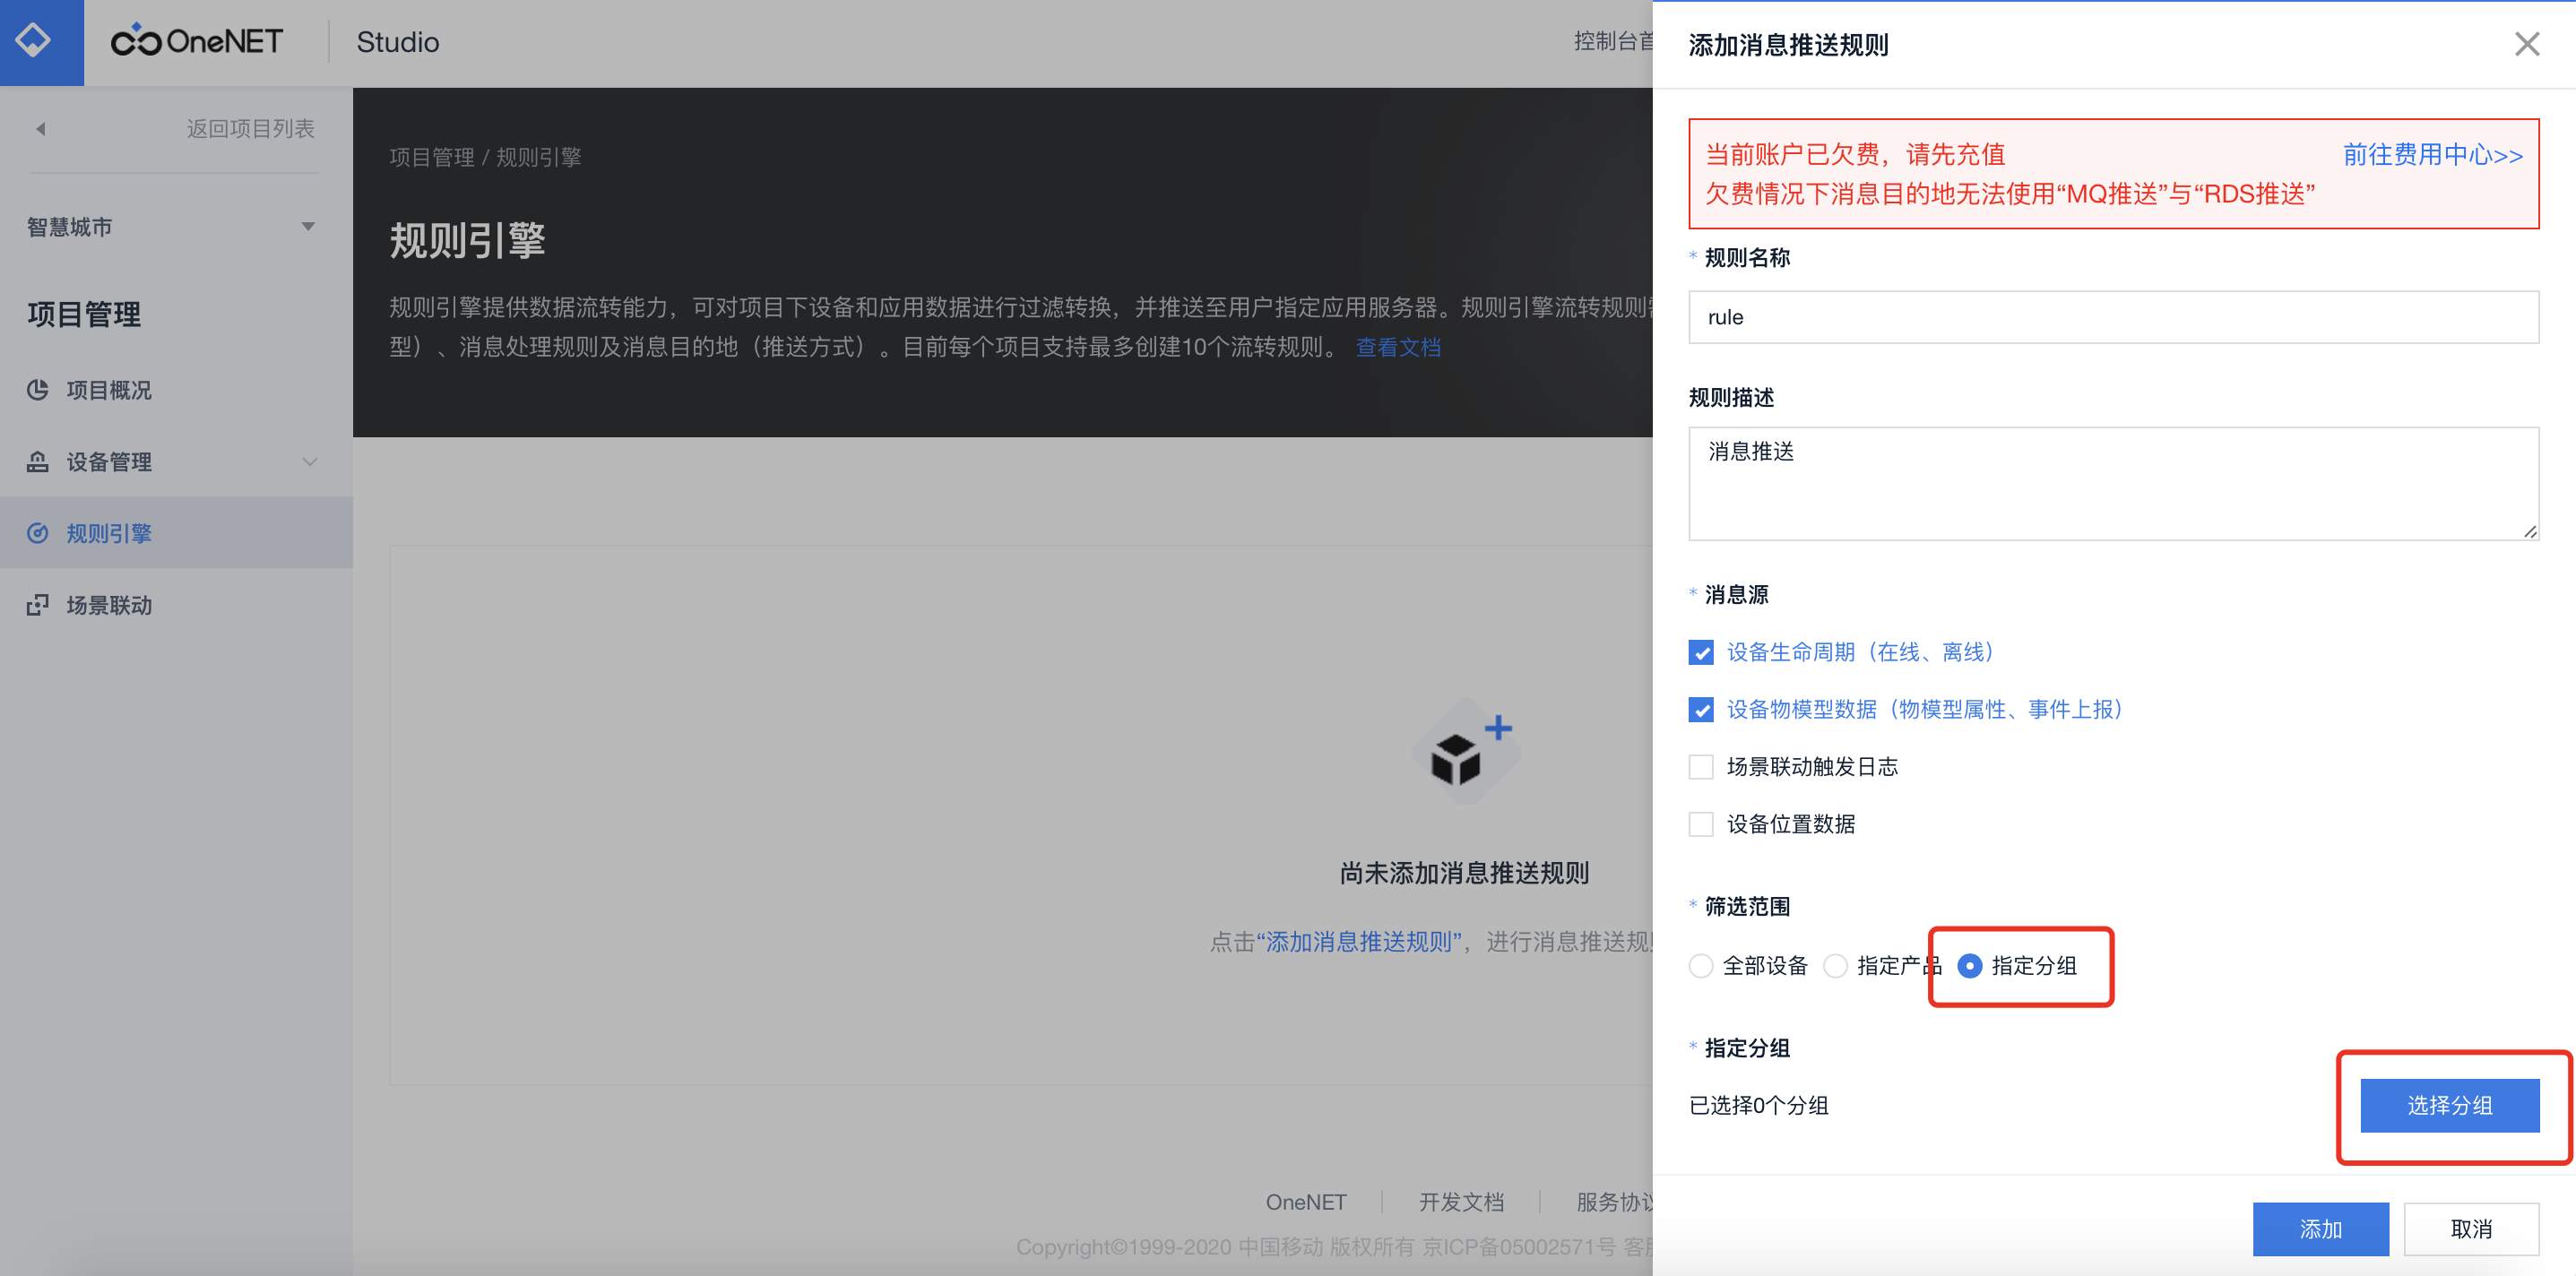 OneNET
Studio
控制台首
返回项目列表
智慧城市
项目管理
项目概况
设备管理
规则引擎
场景联动
项目管理 / 规则引擎
规则引擎
规则引擎提供数据流转能力，可对项目下设备和应用数据进行过滤转换，并推送至用户指定应用服务器。规则引擎流转规则
型）、消息处理规则及消息目的地（推送方式）。目前每个项目支持最多创建10个流转规则。 查看文档
尚未添加消息推送规则
点击“添加消息推送规则”，进行消息推送规
OneNET
开发文档
服务协议
Copyright©1999-2020 中国移动 版权所有 京ICP备05002571号 客服
添加消息推送规则
当前账户已欠费，请先充值 前往费用中心>>
欠费情况下消息目的地无法使用“MQ推送”与“RDS推送”
* 规则名称
rule
规则描述
消息推送
* 消息源
设备生命周期（在线、离线）
设备物模型数据（物模型属性、事件上报）
场景联动触发日志
设备位置数据
* 筛选范围
全部设备 指定产品 指定分组
* 指定分组
已选择0个分组
选择分组
添加
取消